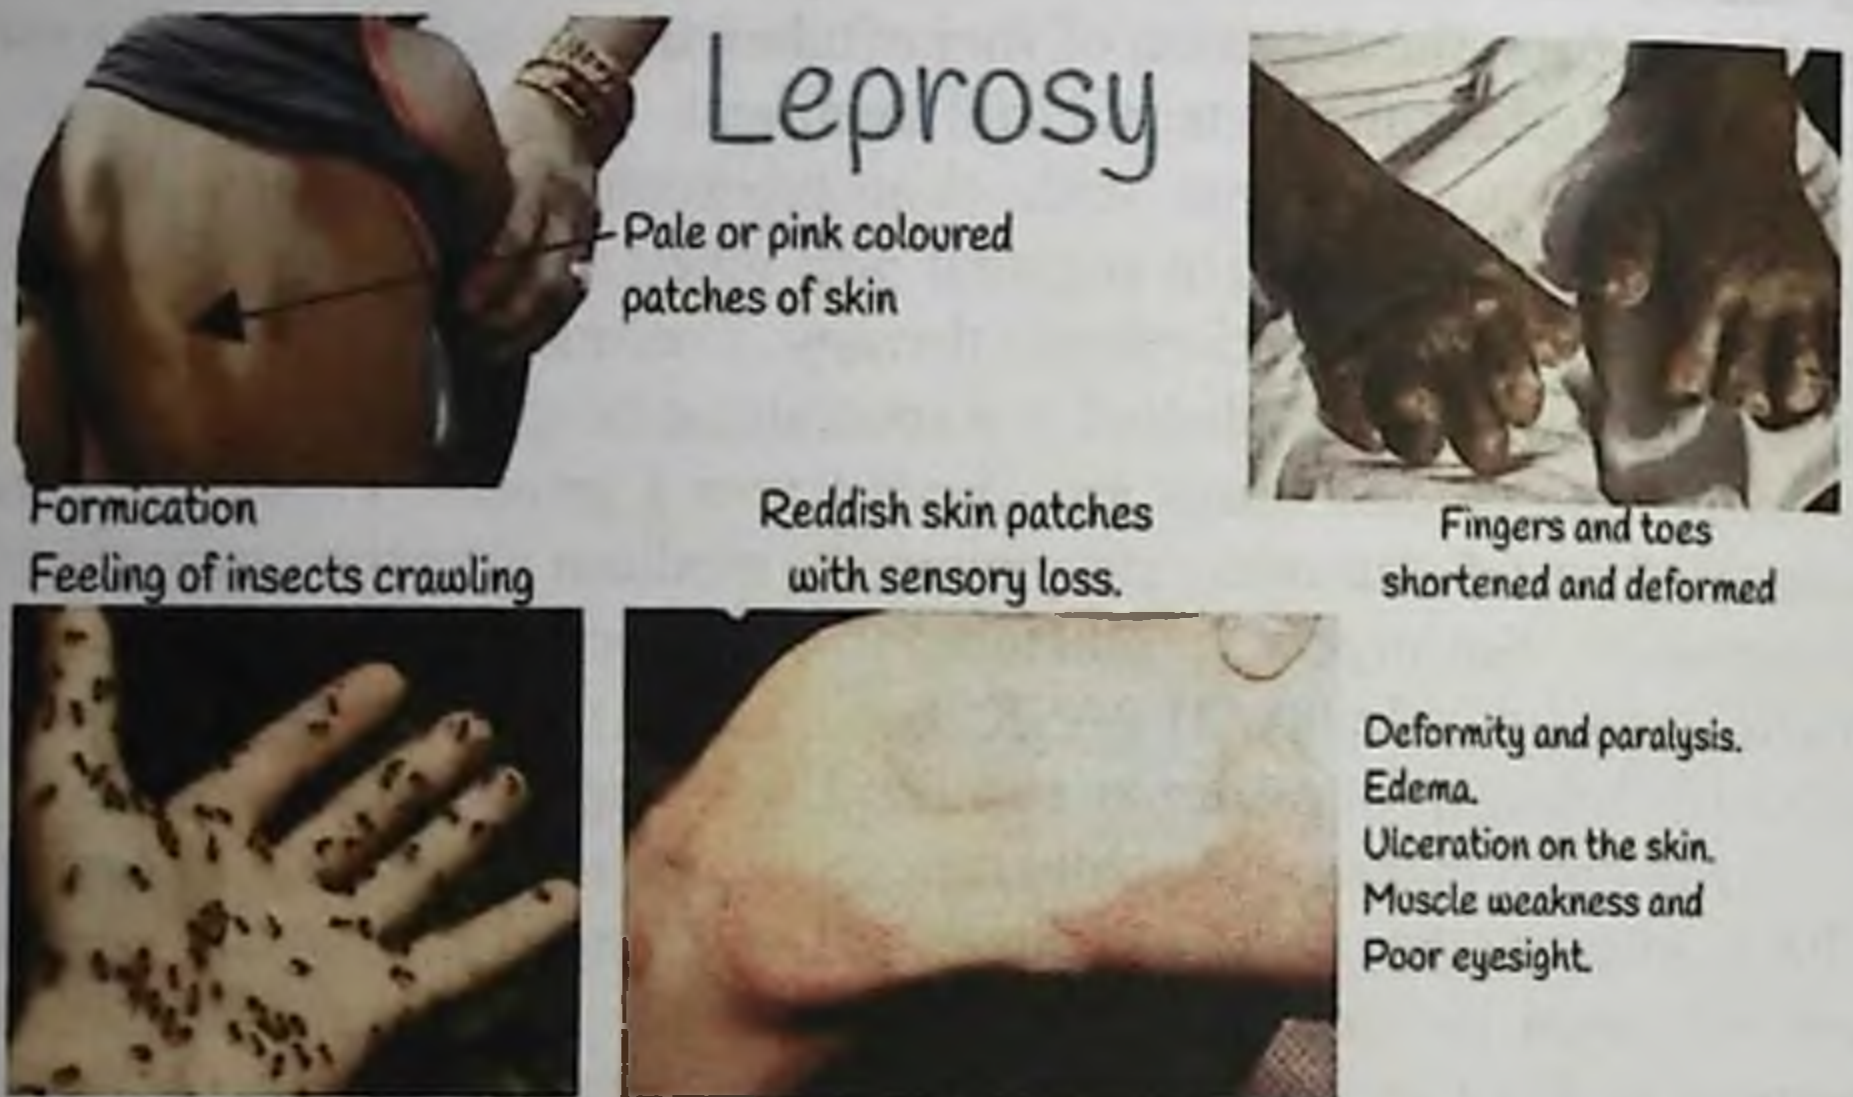 Leprosy
Pale or pink coloured
patches of skin
Formication
Feeling of insects crawling
Reddish skin patches
with sensory loss.
Fingers and toes
shortened and deformed
Deformity and paralysis.
Edema.
Ulceration on the skin.
Muscle weakness and
Poor eyesight.